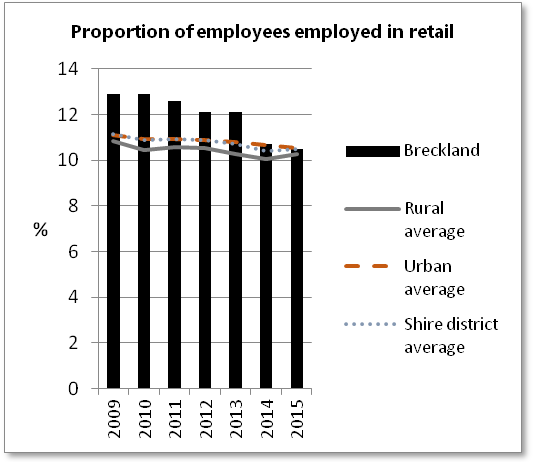 Proportion of employees employed in retail
14
12
10
8
6
4
2
0
%
2009
2010
2011
2012
2013
2014
2015
Breckland
Rural
average
Urban
average
Shire district
average